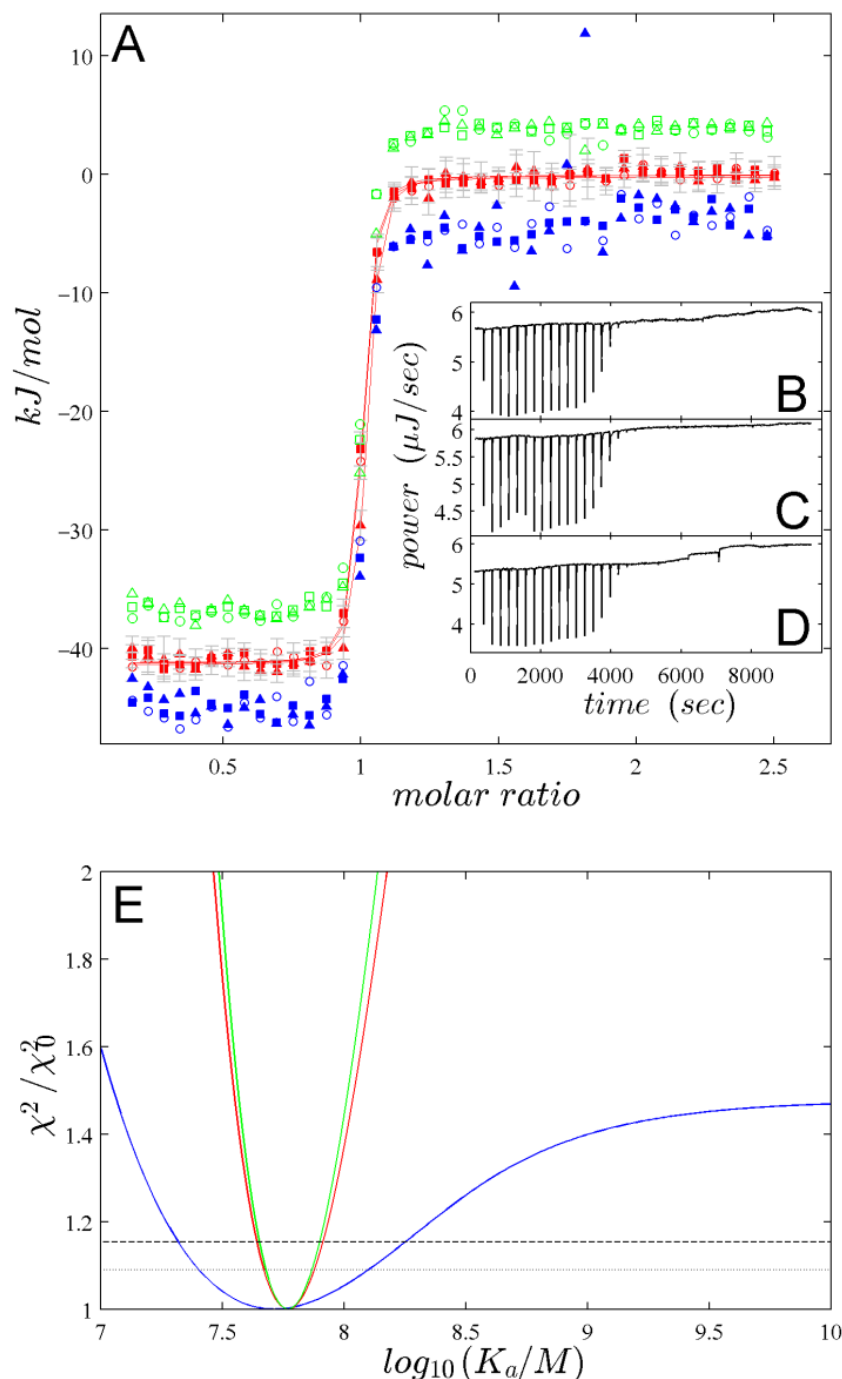 A
10
0
−10
−20
−30
−40
kJ/mol
0.5 1 1.5 2 2.5
molar ratio
6
5
4
B
6
5.5
5
4.5
C
6
5
4
D
power (μJ/sec)
0 2000 4000 6000 8000
time (sec)
E
2
1.8
1.6
1.4
1.2
1
χ²/χ²₀
7 7.5 8 8.5 9 9.5 10
log₁₀(Kₐ/M)